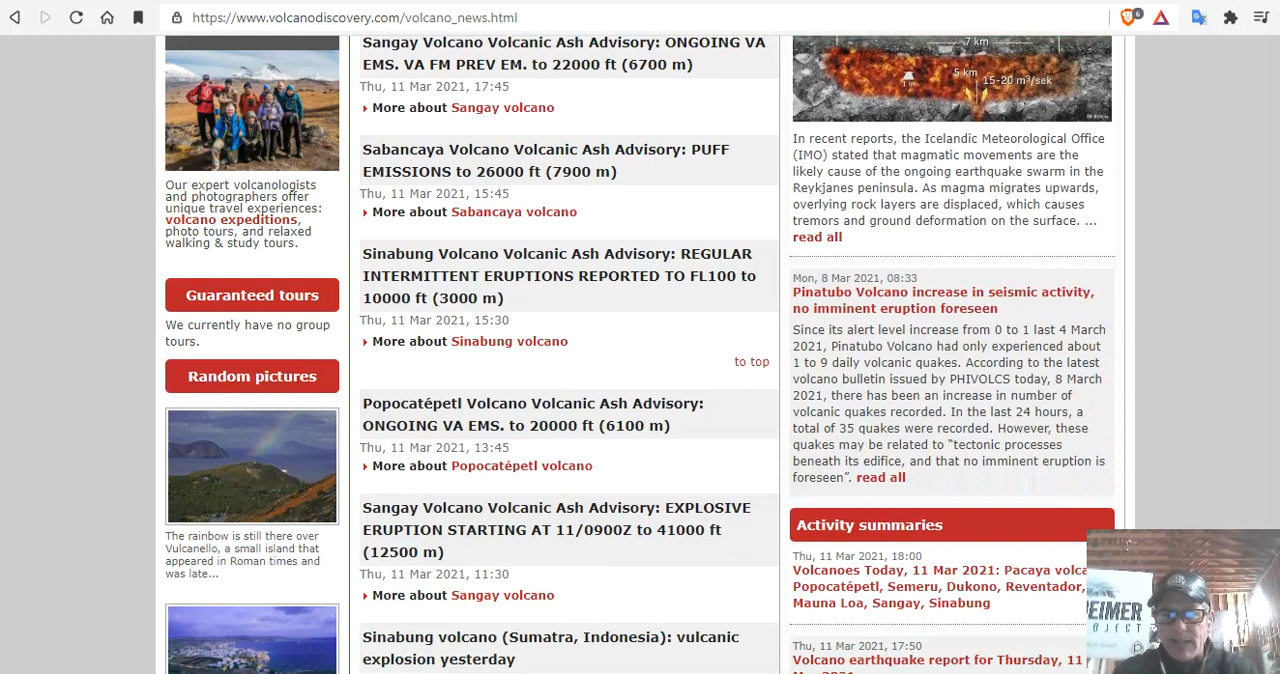 https://www.volcanodiscovery.com/volcano_news.html
6
Our expert volcanologists
and photographers offer
unique travel experiences:
volcano expeditions,
photo tours, and relaxed
walking & study tours.
Guaranteed tours
We currently have no group
tours.
Random pictures
The rainbow is still there over
Vulcanello, a small island that
appeared in Roman times and
was late...
Sangay Volcano Volcanic Ash Advisory: ONGOING VA
EMS. VA FM PREV EM. to 22000 ft (6700 m)
Thu, 11 Mar 2021, 17:45
More about Sangay volcano
Sabancaya Volcano Volcanic Ash Advisory: PUFF
EMISSIONS to 26000 ft (7900 m)
Thu, 11 Mar 2021, 15:45
More about Sabancaya volcano
Sinabung Volcano Volcanic Ash Advisory: REGULAR
INTERMITTENT ERUPTIONS REPORTED TO FL100 to
10000 ft (3000 m)
Thu, 11 Mar 2021, 15:30
More about Sinabung volcano
to top
Popocatépetl Volcano Volcanic Ash Advisory:
ONGOING VA EMS. to 20000 ft (6100 m)
Thu, 11 Mar 2021, 13:45
More about Popocatépetl volcano
Sangay Volcano Volcanic Ash Advisory: EXPLOSIVE
ERUPTION STARTING AT 11/0900Z to 41000 ft
(12500 m)
Thu, 11 Mar 2021, 11:30
More about Sangay volcano
Sinabung volcano (Sumatra, Indonesia): vulcanic
explosion yesterday
7 km
5 km
15-20 m³/sek
1 m
In recent reports, the Icelandic Meteorological Office
(IMO) stated that magmatic movements are the
likely cause of the ongoing earthquake swarm in the
Reykjanes peninsula. As magma migrates upwards,
overlying rock layers are displaced, which causes
tremors and ground deformation on the surface. ...
read all
Mon, 8 Mar 2021, 08:33
Pinatubo Volcano increase in seismic activity,
no imminent eruption foreseen
Since its alert level increase from 0 to 1 last 4 March
2021, Pinatubo Volcano had only experienced about
1 to 9 daily volcanic quakes. According to the latest
volcano bulletin issued by PHIVOLCS today, 8 March
2021, there has been an increase in number of
volcanic quakes recorded. In the last 24 hours, a
total of 35 quakes were recorded. However, these
quakes may be related to “tectonic processes
beneath its edifice, and that no imminent eruption is
foreseen”. read all
Activity summaries
Thu, 11 Mar 2021, 18:00
Volcanoes Today, 11 Mar 2021: Pacaya volca
Popocatépetl, Semeru, Dukono, Reventador,
Mauna Loa, Sangay, Sinabung
Thu, 11 Mar 2021, 17:50
Volcano earthquake report for Thursday, 11
Mar 2021
EIMER
OJECT